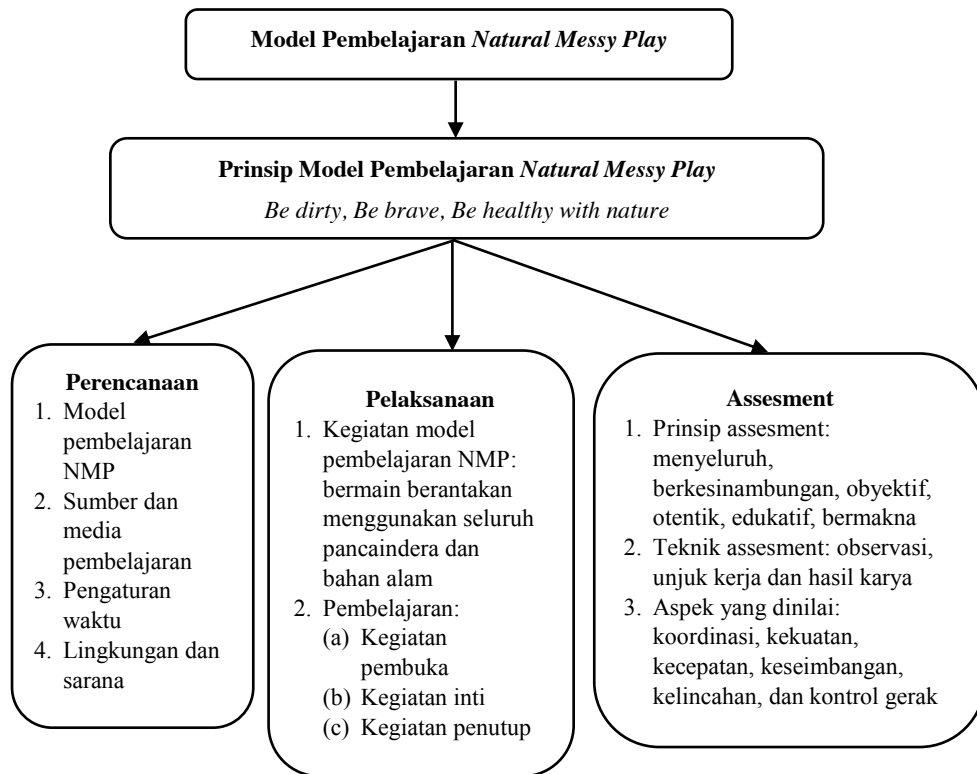 Model Pembelajaran Natural Messy Play
Prinsip Model Pembelajaran Natural Messy Play
Be dirty, Be brave, Be healthy with nature
Perencanaan
1. Model
pembelajaran
NMP
2. Sumber dan
media
pembelajaran
3. Pengaturan
waktu
4. Lingkungan dan
sarana
Pelaksanaan
1. Kegiatan model
pembelajaran NMP:
bermain berantakan
menggunakan seluruh
pancaindera dan
bahan alam
2. Pembelajaran:
(a) Kegiatan
pembuka
(b) Kegiatan inti
(c) Kegiatan penutup
Assesment
1. Prinsip assesment:
menyeluruh,
berkesinambungan, obyektif,
otentik, edukatif, bermakna
2. Teknik assesment: observasi,
unjuk kerja dan hasil karya
3. Aspek yang dinilai:
koordinasi, kekuatan,
kecepatan, keseimbangan,
kelincahan, dan kontrol gerak